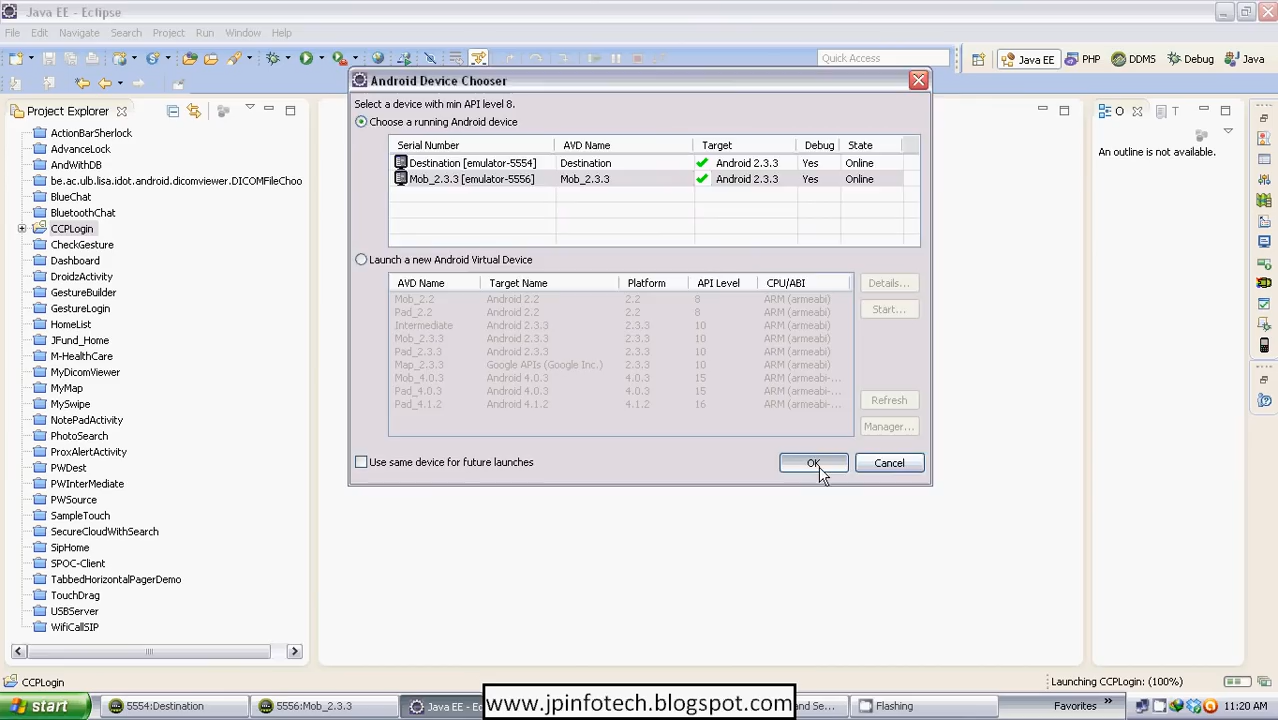 Java EE - Eclipse
File Edit Navigate Search Project Run Window Help
Quick Access
Java EE PHP DDMS Debug Java
Project Explorer
ActionBarSherlock
AdvanceLock
AndWithDB
be.ac.ulb.lisa.idot.android.dicomviewer.DICOMFileChoo
BlueChat
BluetoothChat
CCPLogin
CheckGesture
Dashboard
DroidzActivity
GestureBuilder
GestureLogin
HomeList
JFund_Home
M-HealthCare
MyDicomViewer
MyMap
MySwipe
NotePadActivity
PhotoSearch
ProxAlertActivity
PWDest
PWInterMediate
PWSource
SampleTouch
SecureCloudWithSearch
SipHome
SPOC-Client
TabbedHorizontalPagerDemo
TouchDrag
USBServer
WifiCallSIP
Android Device Chooser
Select a device with min API level 8.
Choose a running Android device
Serial Number AVD Name Target Debug State
Destination [emulator-5554] Destination Android 2.3.3 Yes Online
Mob_2.3.3 [emulator-5556] Mob_2.3.3 Android 2.3.3 Yes Online
Launch a new Android Virtual Device
AVD Name Target Name Platform API Level CPU/ABI
Mob_2.2 Android 2.2 2.2 8 ARM (armeabi)
Pad_2.2 Android 2.2 2.2 8 ARM (armeabi)
Intermediate Android 2.3.3 2.3.3 10 ARM (armeabi)
Mob_2.3.3 Android 2.3.3 2.3.3 10 ARM (armeabi)
Pad_2.3.3 Android 2.3.3 2.3.3 10 ARM (armeabi)
Map_2.3.3 Google APIs (Google Inc.) 2.3.3 10 ARM (armeabi)
Mob_4.0.3 Android 4.0.3 4.0.3 15 ARM (armeabi-...
Pad_4.0.3 Android 4.0.3 4.0.3 15 ARM (armeabi-...
Pad_4.1.2 Android 4.1.2 4.1.2 16 ARM (armeabi-...
Details...
Start...
Refresh
Manager...
Use same device for future launches
OK Cancel
O T
An outline is not available.
CCPLogin
Launching CCPLogin: (100%)
start 5554:Destination 5556:Mob_2.3.3 Java EE - Eclipse and Se... Flashing Favorites 11:20 AM
www.jpinfotech.blogspot.com